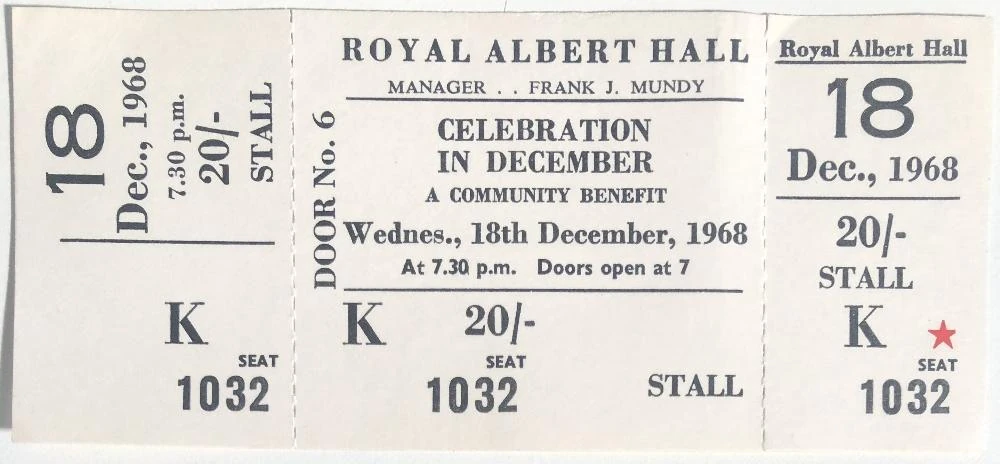 18
Dec., 1968
7.30 p.m.
20/-
STALL
K
SEAT
1032
DOOR No. 6
ROYAL ALBERT HALL
MANAGER . . FRANK J. MUNDY
CELEBRATION
IN DECEMBER
A COMMUNITY BENEFIT
Wednes., 18th December, 1968
At 7.30 p.m. Doors open at 7
K 20/-
SEAT
1032
STALL
Royal Albert Hall
18
Dec., 1968
20/-
STALL
K
SEAT
1032